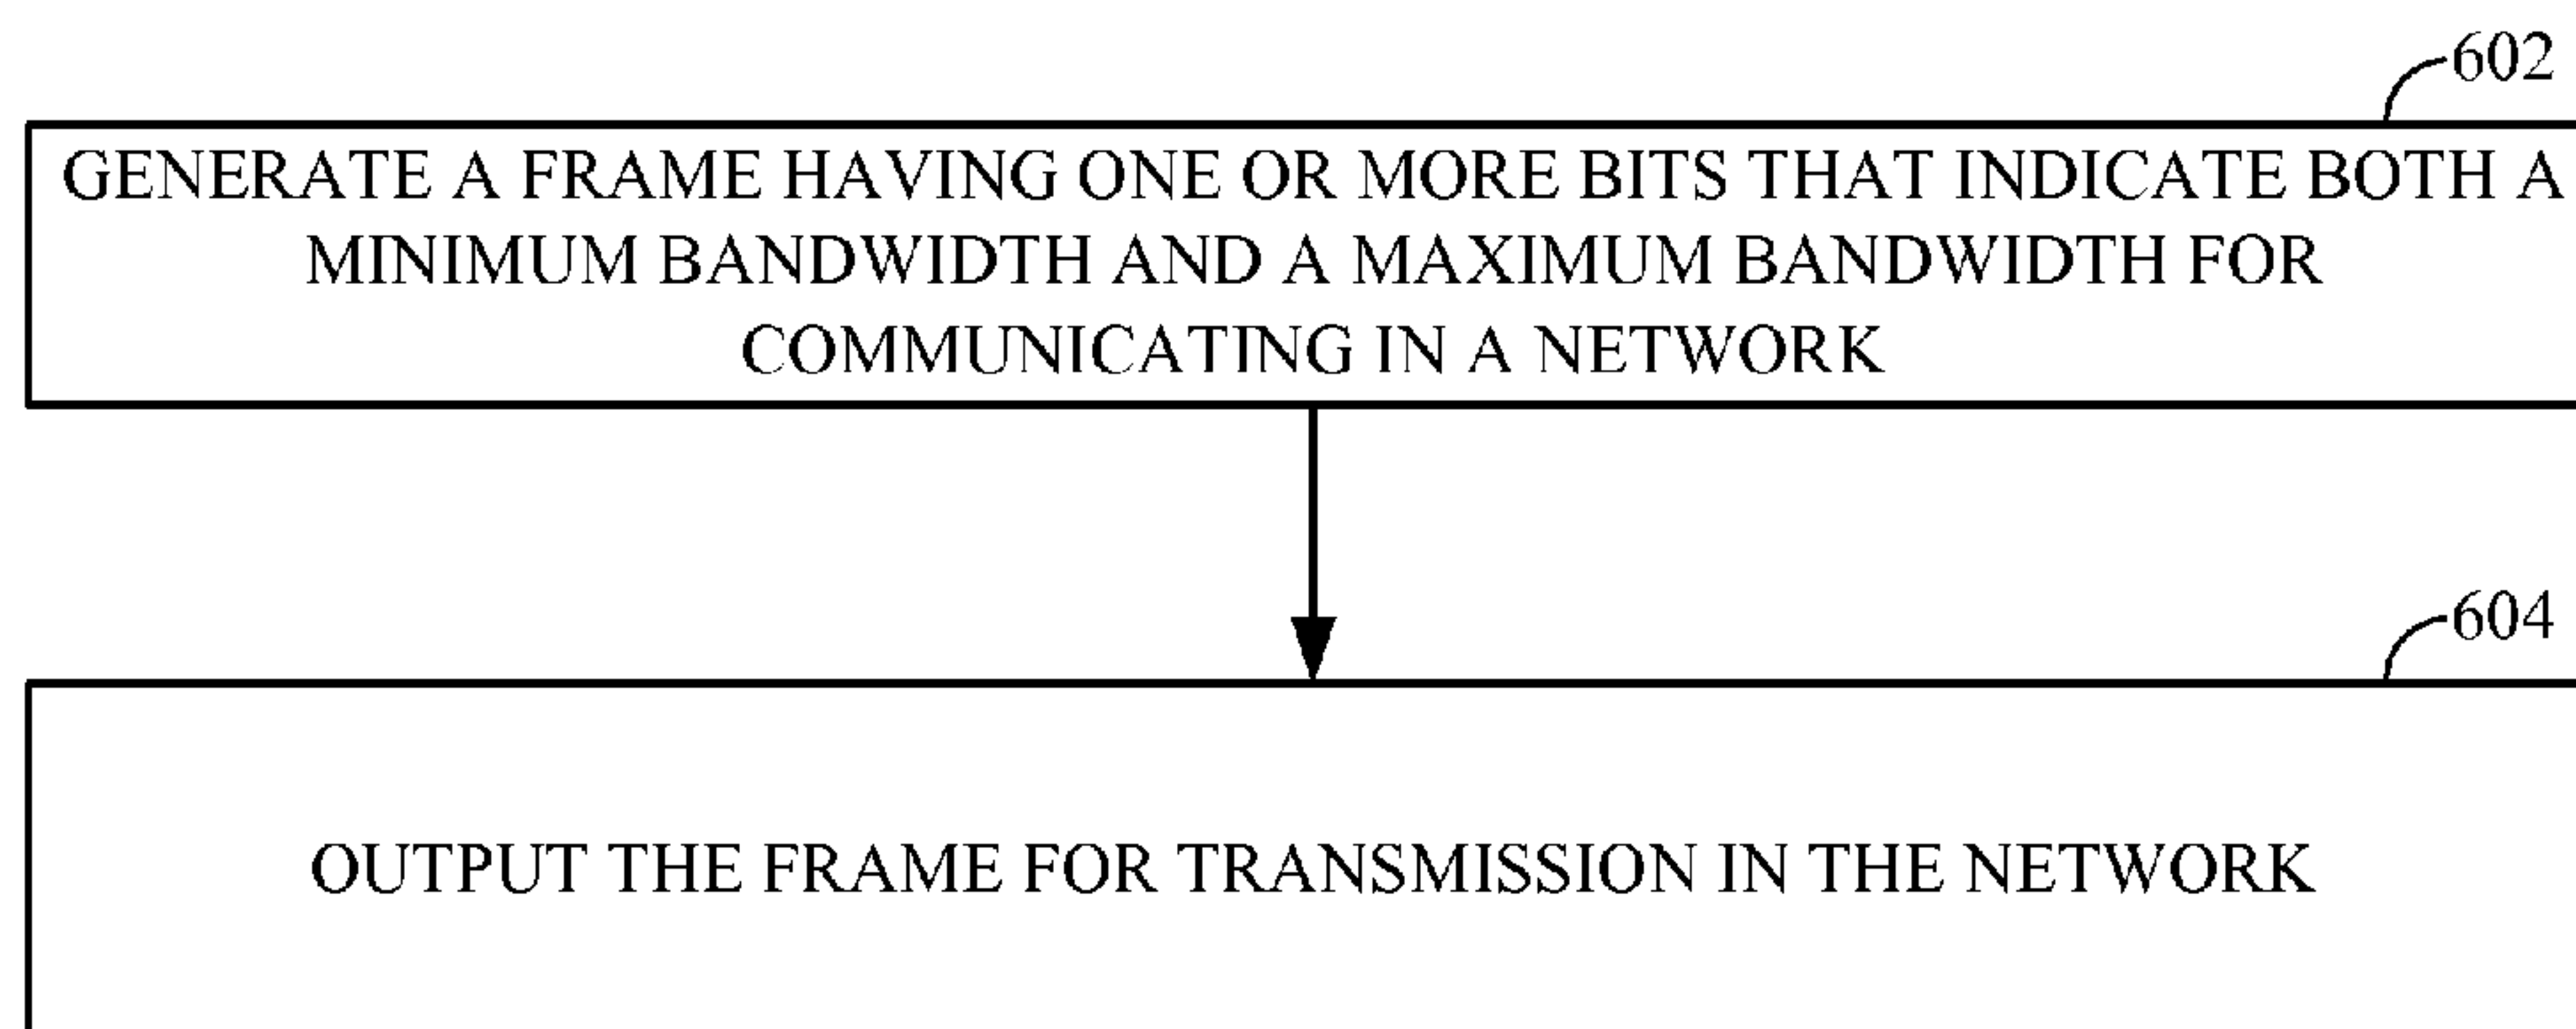 602
GENERATE A FRAME HAVING ONE OR MORE BITS THAT INDICATE BOTH A
MINIMUM BANDWIDTH AND A MAXIMUM BANDWIDTH FOR
COMMUNICATING IN A NETWORK
604
OUTPUT THE FRAME FOR TRANSMISSION IN THE NETWORK